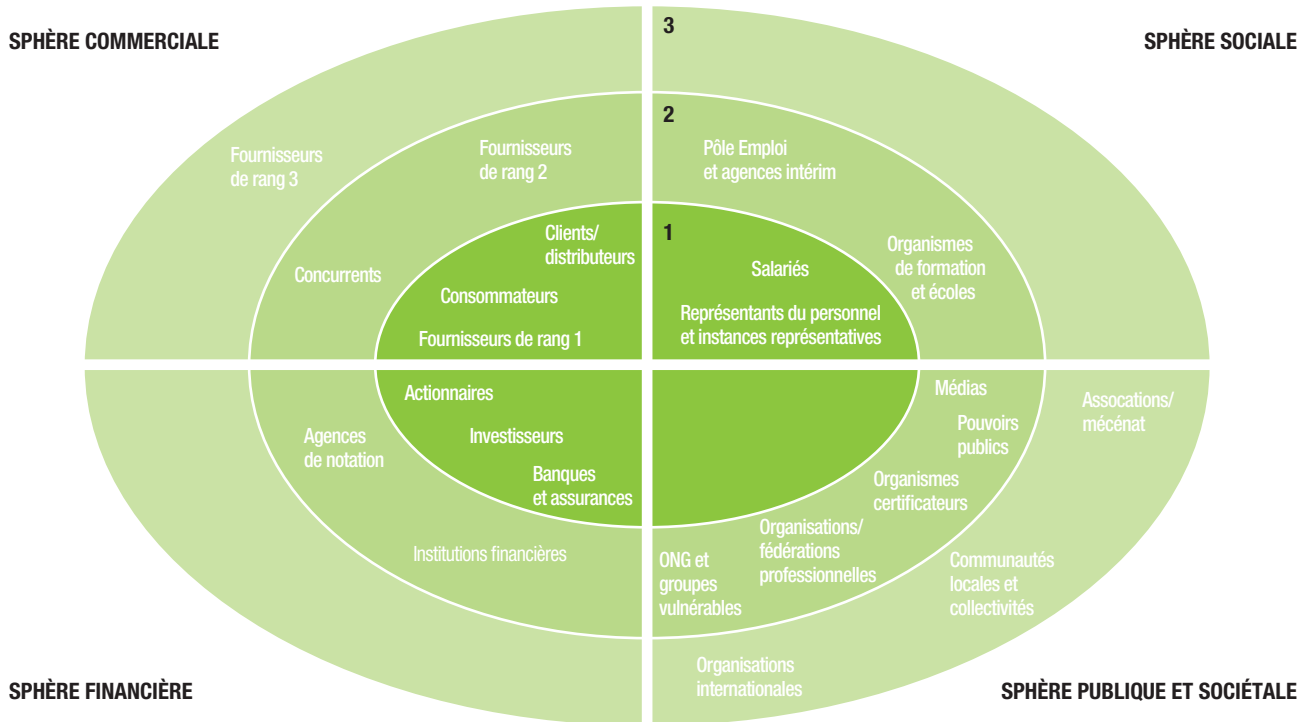 SPHÈRE COMMERCIALE
Fournisseurs
de rang 3
Fournisseurs
de rang 2
Concurrents
Clients/
distributeurs
Consommateurs
Fournisseurs de rang 1
SPHÈRE SOCIALE
3
2
Pôle Emploi
et agences intérim
1
Salariés
Organismes
de formation
et écoles
Représentants du personnel
et instances représentatives
Actionnaires
Investisseurs
Banques
et assurances
Agences
de notation
Institutions financières
SPHÈRE FINANCIÈRE
Médias
Pouvoirs
publics
Assocations/
mécénat
Organismes
certificateurs
Organisations/
fédérations
professionnelles
ONG et
groupes
vulnérables
Communautés
locales et
collectivités
Organisations
internationales
SPHÈRE PUBLIQUE ET SOCIÉTALE